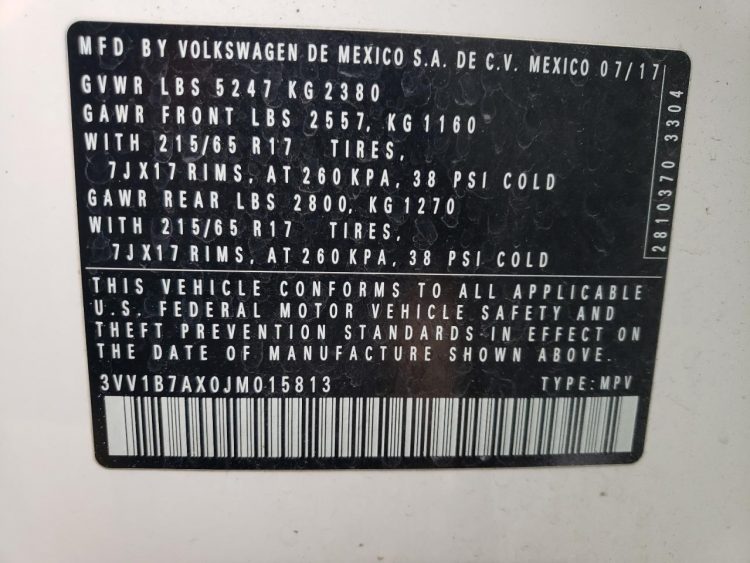 MFD BY VOLKSWAGEN DE MEXICO S.A. DE C.V. MEXICO 07/17
GVWR LBS 5247 KG 2380
GAWR FRONT LBS 2557, KG 1160
WITH 215/65 R17 TIRES,
7JX17 RIMS, AT 260 KPA, 38 PSI COLD
GAWR REAR LBS 2800, KG 1270
WITH 215/65 R17 TIRES,
7JX17 RIMS, AT 260 KPA, 38 PSI COLD
2810370 3304
THIS VEHICLE CONFORMS TO ALL APPLICABLE
U.S. FEDERAL MOTOR VEHICLE SAFETY AND
THEFT PREVENTION STANDARDS IN EFFECT ON
THE DATE OF MANUFACTURE SHOWN ABOVE.
3VV1B7AX0JM015813 TYPE: MPV